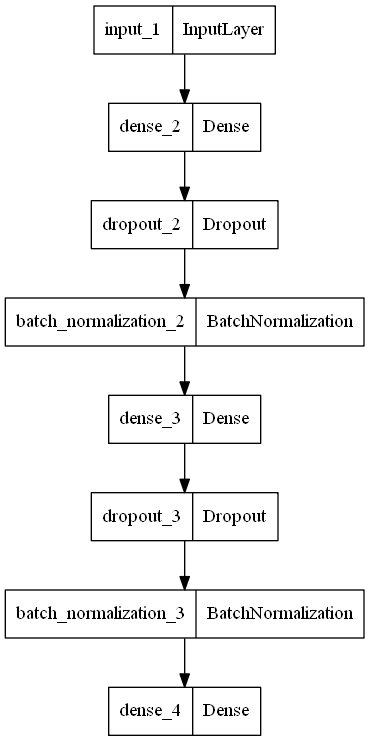 input_1 InputLayer
dense_2 Dense
dropout_2 Dropout
batch_normalization_2 BatchNormalization
dense_3 Dense
dropout_3 Dropout
batch_normalization_3 BatchNormalization
dense_4 Dense